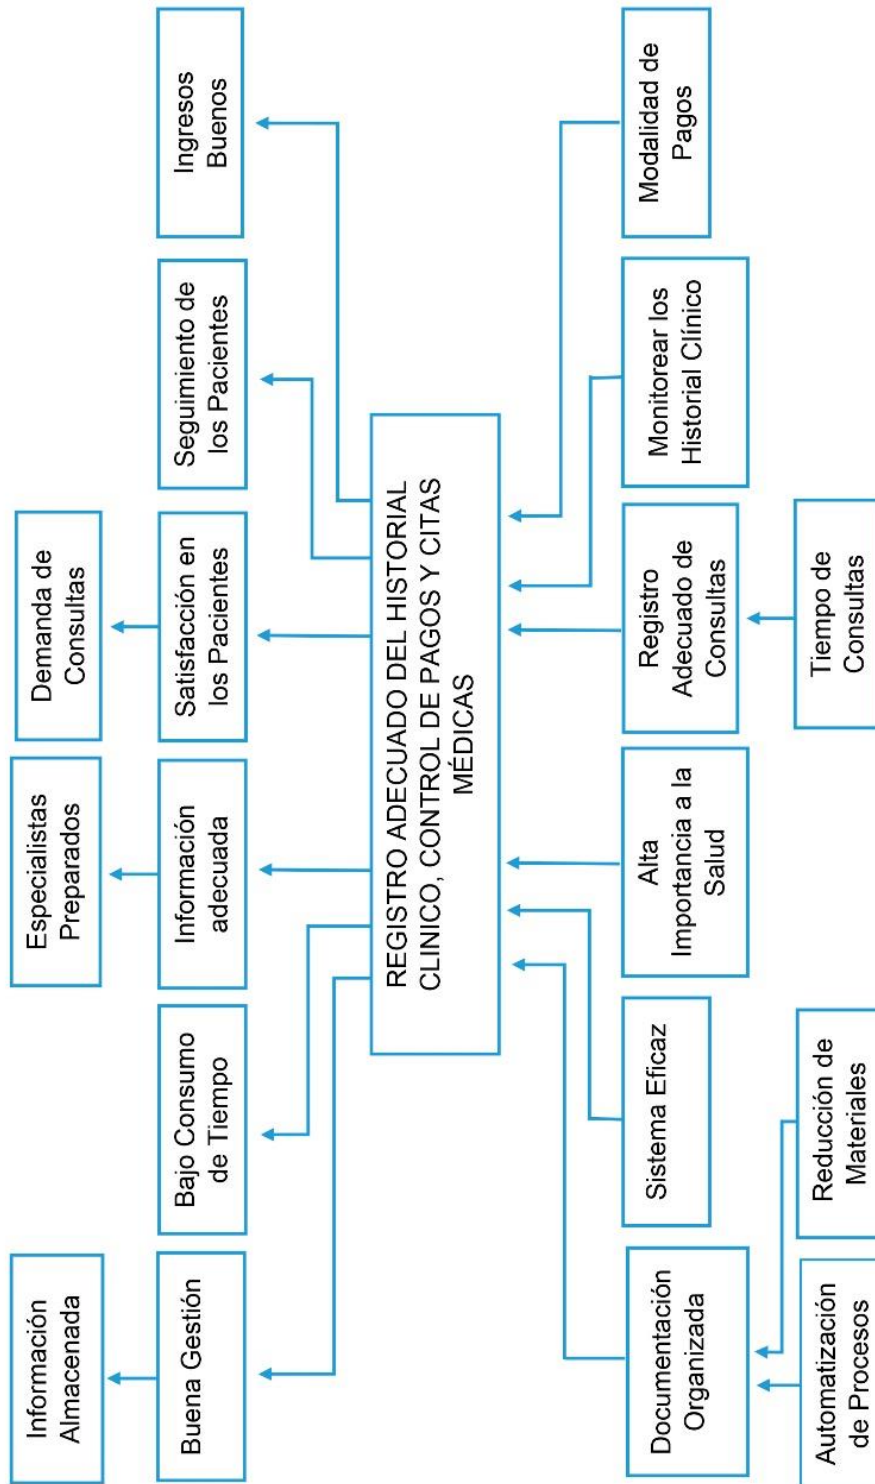 Información
Almacenada
Especialistas
Preparados
Demanda de
Consultas
Buena Gestión
Bajo Consumo
de Tiempo
Información
adecuada
Satisfacción en
los Pacientes
Seguimiento de
los Pacientes
Ingresos
Buenos
REGISTRO ADECUADO DEL HISTORIAL
CLINICO, CONTROL DE PAGOS Y CITAS
MÉDICAS
Documentación
Organizada
Sistema Eficaz
Alta
Importancia a la
Salud
Registro
Adecuado de
Consultas
Monitorear los
Historial Clínico
Modalidad de
Pagos
Automatización
de Procesos
Reducción de
Materiales
Tiempo de
Consultas